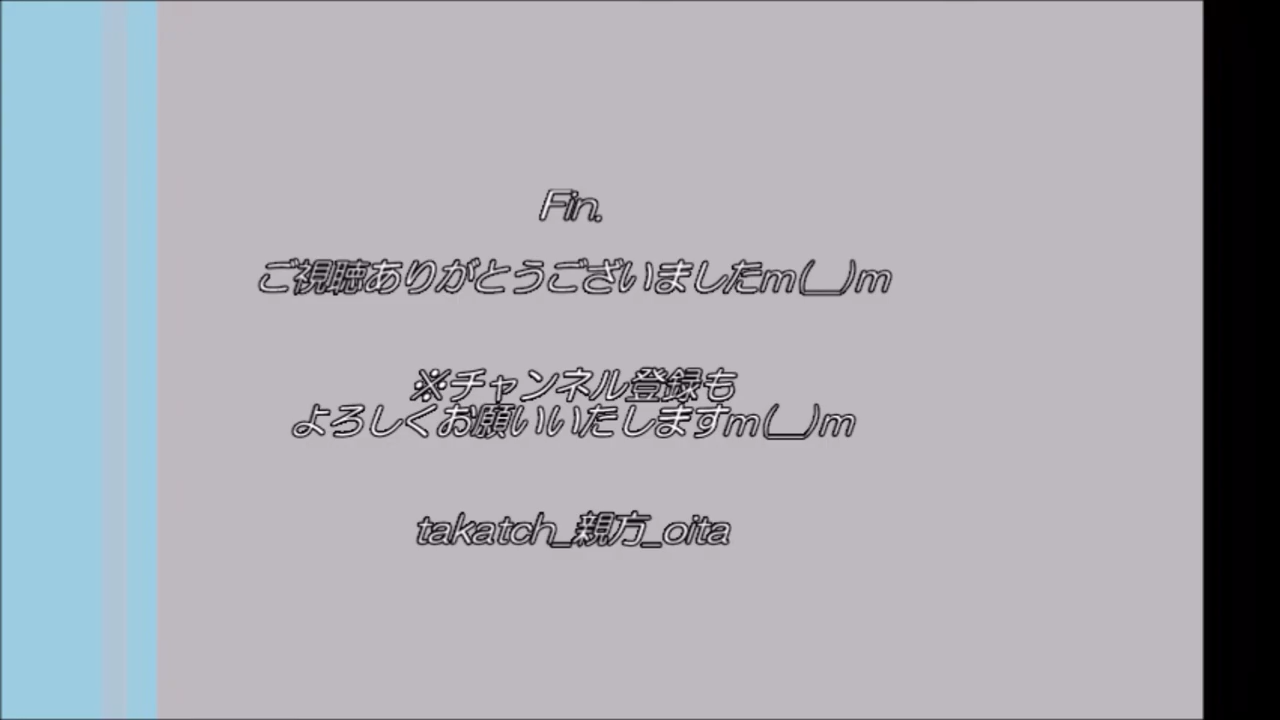 Fin.
ご視聴ありがとうございましたm(__)m
※チャンネル登録も
よろしくお願いいたしますm(__)m
takatch_親方_oita